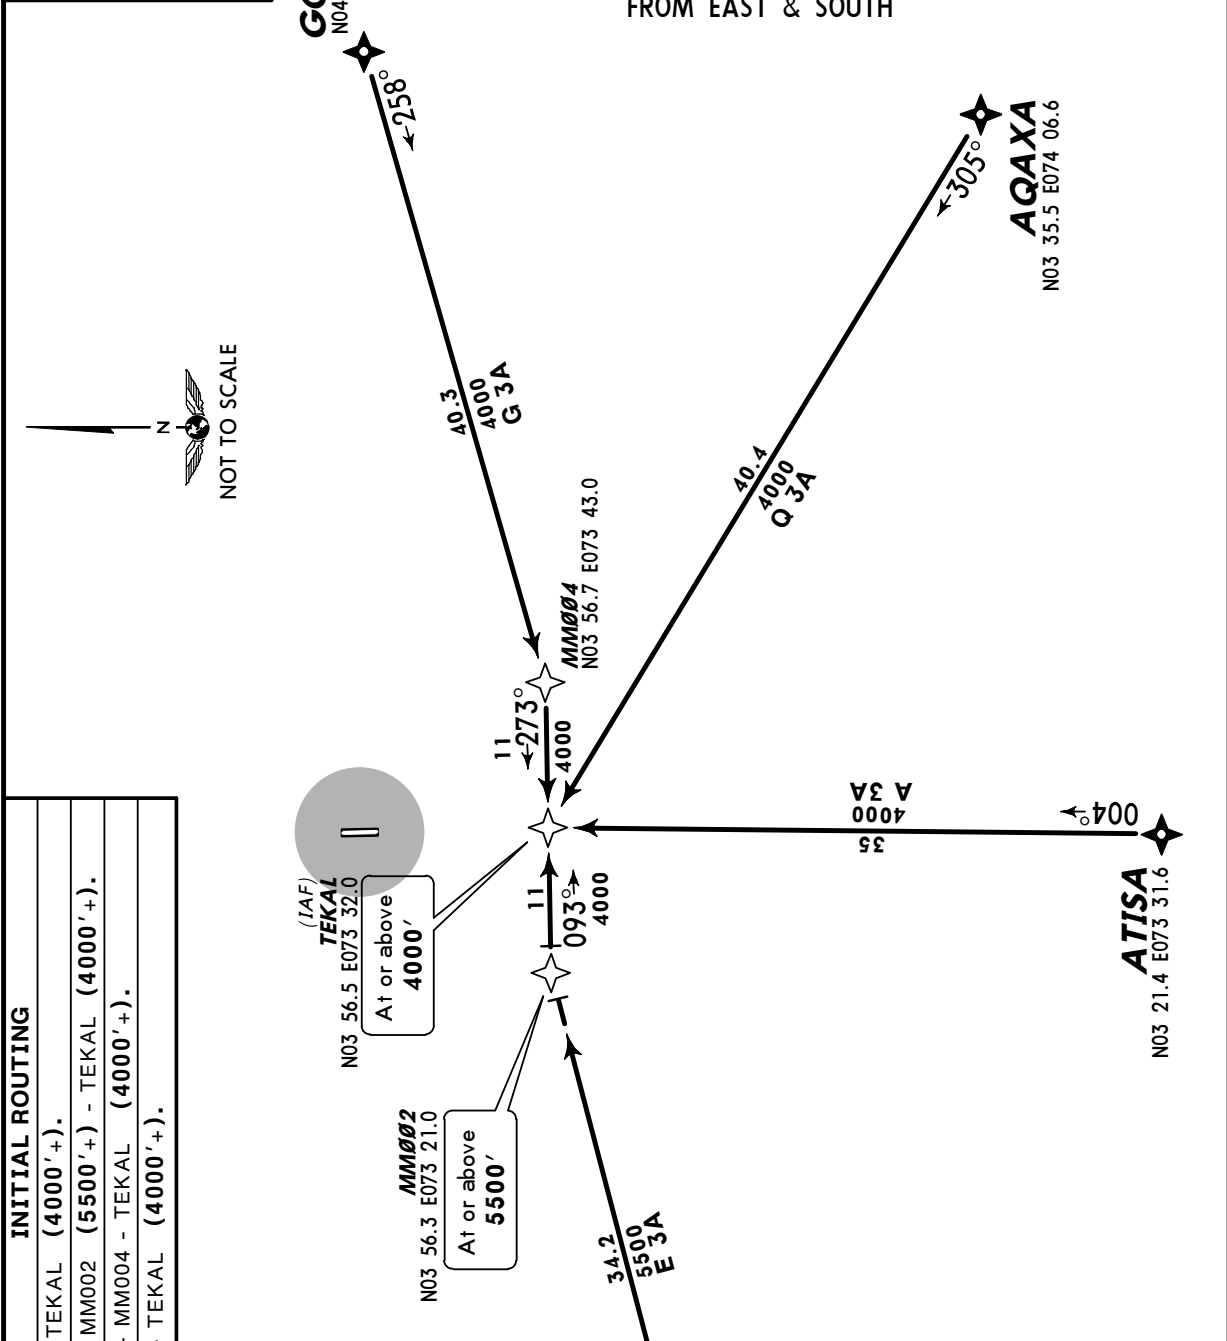 FROM EAST & SOUTH
N04
258°
AQAXA
N03 35.5 E074 06.6
305°
NOT TO SCALE
N
40.3
4000
G 3A
40.4
4000
Q 3A
MMØØ4
N03 56.7 E073 43.0
11
273°
4000
(IAF)
TEKAL
N03 56.5 E073 32.0
At or above
4000′
11
093°
4000
A 3A
4000
35
004°
ATISA
N03 21.4 E073 31.6
MMØØ2
N03 56.3 E073 21.0
At or above
5500′
34.2
5500
E 3A
INITIAL ROUTING
TEKAL (4000′+).
MM002 (5500′+) - TEKAL (4000′+).
- MM004 - TEKAL (4000′+).
- TEKAL (4000′+).